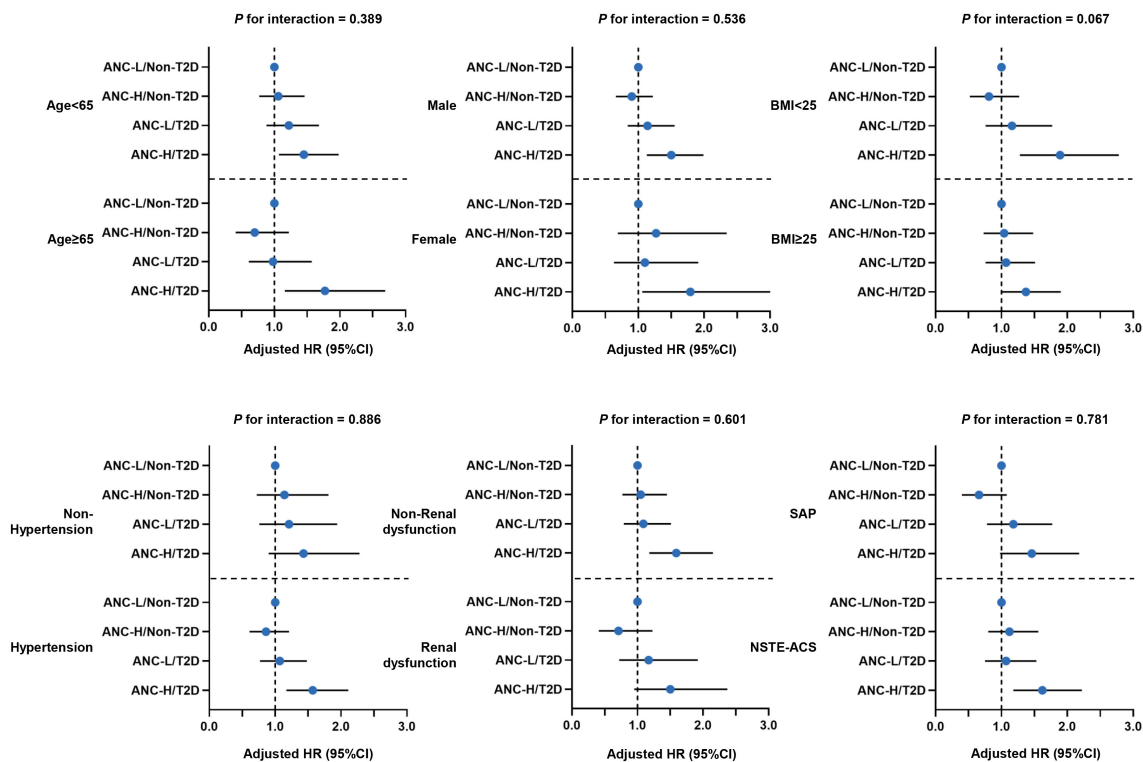 P for interaction = 0.389
ANC-L/Non-T2D
Age<65
ANC-H/Non-T2D
ANC-L/T2D
ANC-H/T2D
ANC-L/Non-T2D
Age≥65
ANC-H/Non-T2D
ANC-L/T2D
ANC-H/T2D
0.0 1.0 2.0 3.0
Adjusted HR (95%CI)
P for interaction = 0.536
ANC-L/Non-T2D
Male
ANC-H/Non-T2D
ANC-L/T2D
ANC-H/T2D
ANC-L/Non-T2D
Female
ANC-H/Non-T2D
ANC-L/T2D
ANC-H/T2D
0.0 1.0 2.0 3.0
Adjusted HR (95%CI)
P for interaction = 0.067
ANC-L/Non-T2D
BMI<25
ANC-H/Non-T2D
ANC-L/T2D
ANC-H/T2D
ANC-L/Non-T2D
BMI≥25
ANC-H/Non-T2D
ANC-L/T2D
ANC-H/T2D
0.0 1.0 2.0 3.0
Adjusted HR (95%CI)
P for interaction = 0.886
ANC-L/Non-T2D
ANC-H/Non-T2D
Non-
Hypertension
ANC-L/T2D
ANC-H/T2D
ANC-L/Non-T2D
ANC-H/Non-T2D
Hypertension
ANC-L/T2D
ANC-H/T2D
0.0 1.0 2.0 3.0
Adjusted HR (95%CI)
P for interaction = 0.601
ANC-L/Non-T2D
ANC-H/Non-T2D
Non-Renal
dysfunction
ANC-L/T2D
ANC-H/T2D
ANC-L/Non-T2D
ANC-H/Non-T2D
Renal
dysfunction
ANC-L/T2D
ANC-H/T2D
0.0 1.0 2.0 3.0
Adjusted HR (95%CI)
P for interaction = 0.781
ANC-L/Non-T2D
ANC-H/Non-T2D
SAP
ANC-L/T2D
ANC-H/T2D
ANC-L/Non-T2D
ANC-H/Non-T2D
NSTE-ACS
ANC-L/T2D
ANC-H/T2D
0.0 1.0 2.0 3.0
Adjusted HR (95%CI)